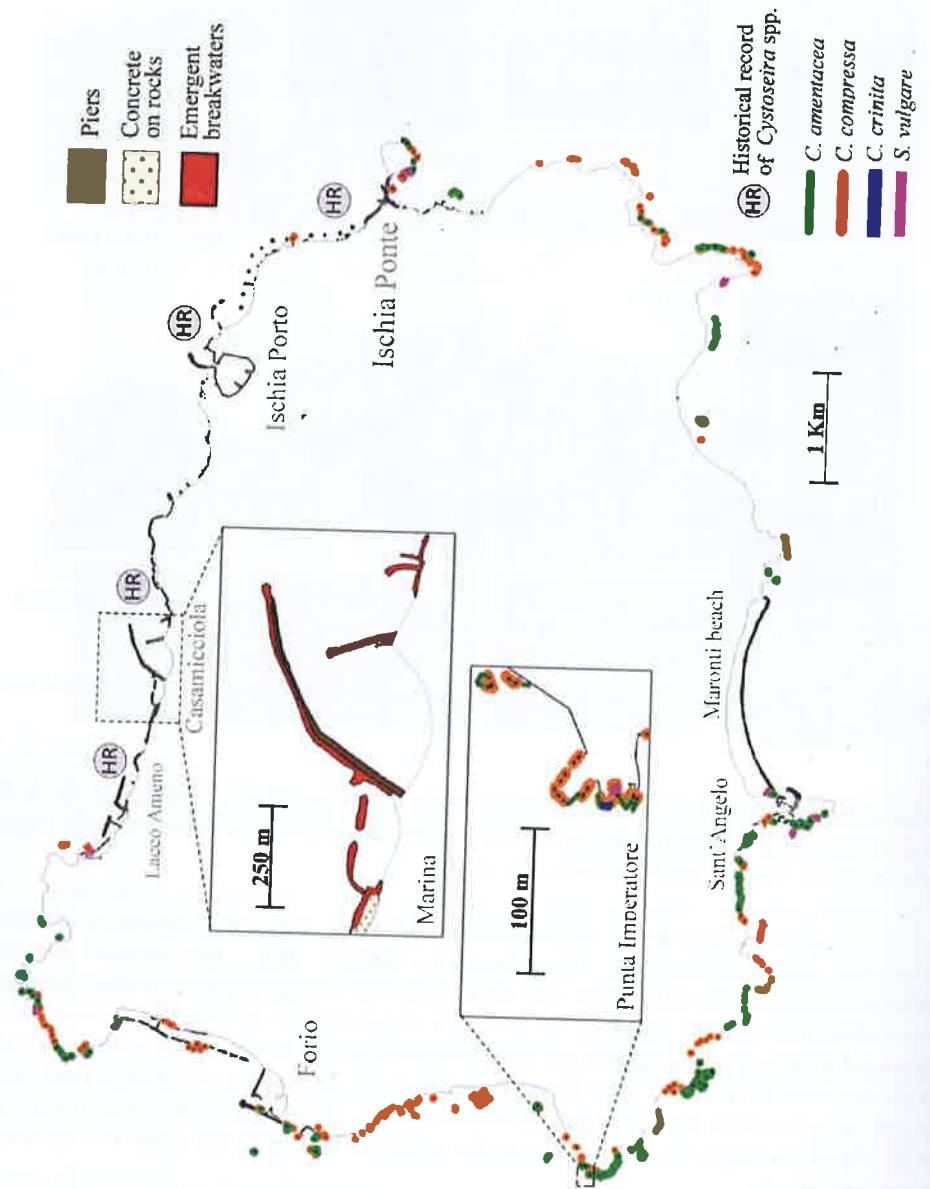 Piers
Concrete
on rocks
Emergent
breakwaters
HR
HR
HR
HR
Lacco Ameno
Casamicciola
Ischia Porto
Ischia Ponte
Forio
250 m
Marina
100 m
Punta Imperatore
Sant' Angelo
Maronti beach
1 Km
HR Historical record
of Cystoseira spp.
C. amentacea
C. compressa
C. crinita
S. vulgare